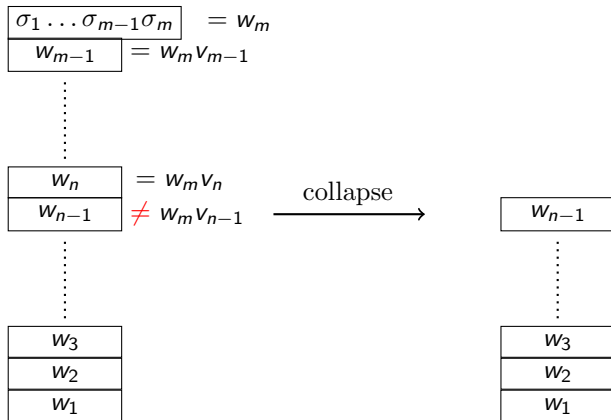 σ₁ … σₘ₋₁σₘ = wₘ
wₘ₋₁ = wₘvₘ₋₁
wₙ = wₘvₙ
wₙ₋₁ ≠ wₘvₙ₋₁
collapse
wₙ₋₁
w₃
w₂
w₁
w₃
w₂
w₁